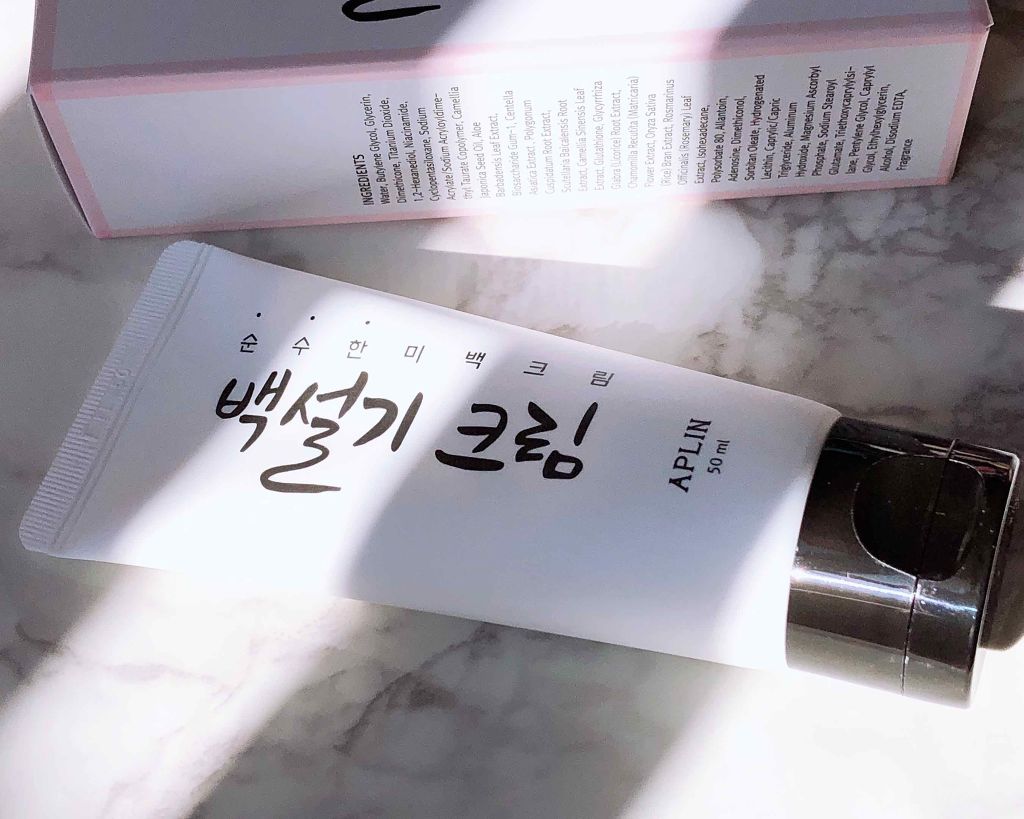 INGREDIENTS
Water, Butylene Glycol, Glycerin,
Dimethicone, Titanium Dioxide,
1,2-Hexanediol, Niacinamide,
Cyclopentasiloxane, Sodium
Acrylate/Sodium Acryloyldime-
thyl Taurate Copolymer, Camellia
Japonica Seed Oil, Aloe
Barbadensis Leaf Extract,
Biosaccharide Gum-1, Centella
Asiatica Extract, Polygonum
Cuspidatum Root Extract,
Scutellaria Baicalensis Root
Extract, Camellia Sinensis Leaf
Extract, Glutathione, Glycyrrhiza
Glabra (Licorice) Root Extract,
Chamomilla Recutita (Matricaria)
Flower Extract, Oryza Sativa
(Rice) Bran Extract, Rosmarinus
Officinalis (Rosemary) Leaf
Extract, Isohexadecane,
Polysorbate 80, Allantoin,
Adenosine, Dimethiconol,
Sorbitan Oleate, Hydrogenated
Lecithin, Caprylic/Capric
Triglyceride, Aluminum
Hydroxide, Magnesium Ascorbyl
Phosphate, Sodium Stearoyl
Glutamate, Triethoxycaprylylsi-
lane, Pentylene Glycol, Caprylyl
Glycol, Ethylhexylglycerin,
Alcohol, Disodium EDTA,
Fragrance
순수한 미백 크림
백설기 크림
APLIN
50 ml